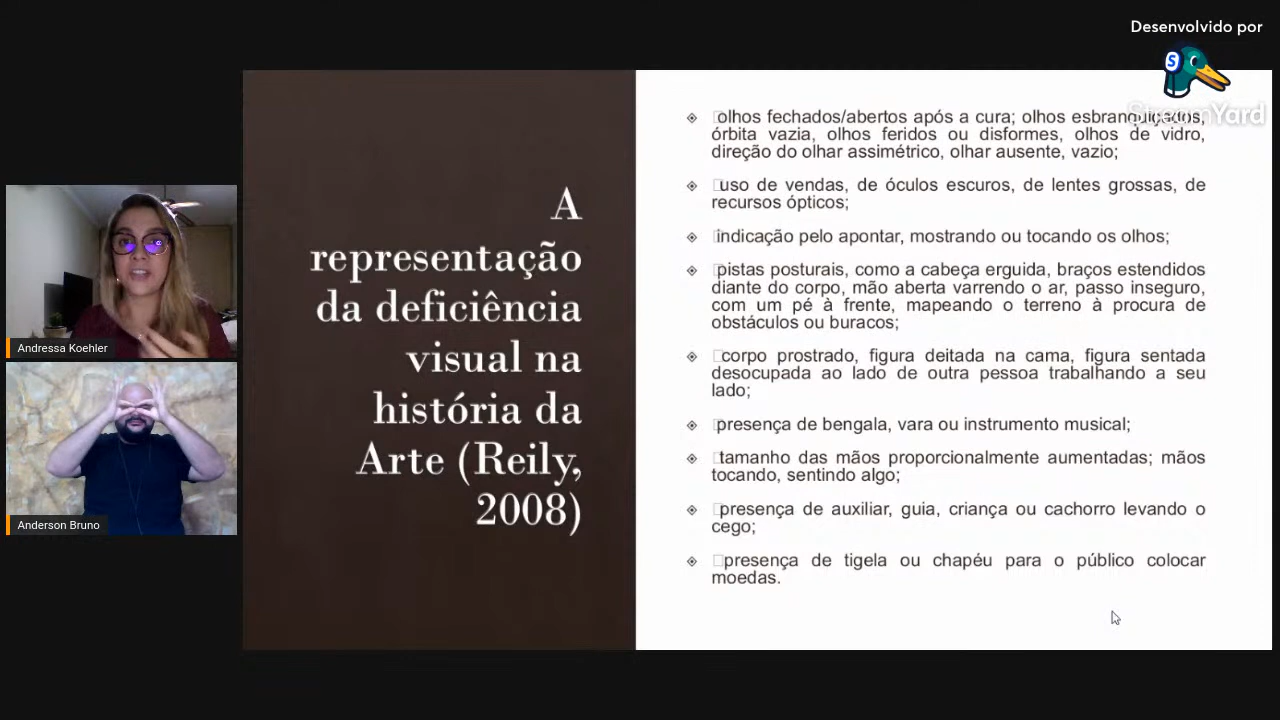 Desenvolvido por
StreamYard
A
representação
da deficiência
visual na
história da
Arte (Reily,
2008)
olhos fechados/abertos após a cura; olhos esbranquiçados,
órbita vazia, olhos feridos ou disformes, olhos de vidro,
direção do olhar assimétrico, olhar ausente, vazio;
uso de vendas, de óculos escuros, de lentes grossas, de
recursos ópticos;
indicação pelo apontar, mostrando ou tocando os olhos;
pistas posturais, como a cabeça erguida, braços estendidos
diante do corpo, mão aberta varrendo o ar, passo inseguro,
com um pé à frente, mapeando o terreno à procura de
obstáculos ou buracos;
corpo prostrado, figura deitada na cama, figura sentada
desocupada ao lado de outra pessoa trabalhando a seu
lado;
presença de bengala, vara ou instrumento musical;
tamanho das mãos proporcionalmente aumentadas; mãos
tocando, sentindo algo;
presença de auxiliar, guia, criança ou cachorro levando o
cego;
presença de tigela ou chapéu para o público colocar
moedas.
Andressa Koehler
Anderson Bruno